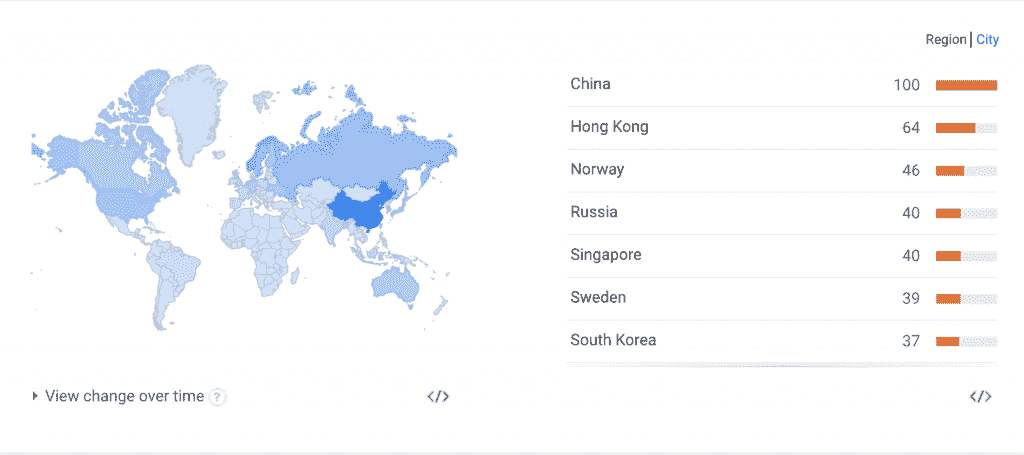 Region | City
China 100
Hong Kong 64
Norway 46
Russia 40
Singapore 40
Sweden 39
South Korea 37
View change over time ?
</> </>